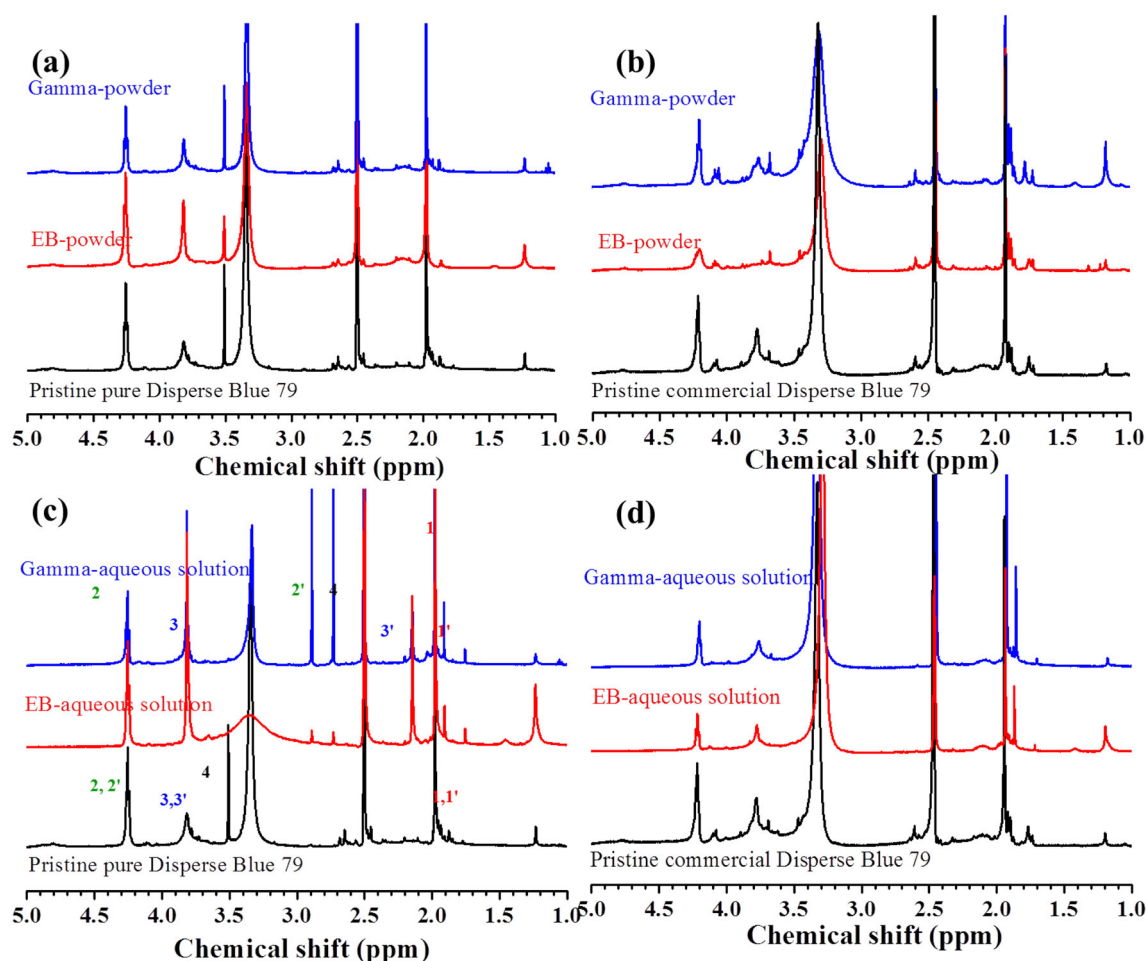 (a)
Gamma-powder
EB-powder
Pristine pure Disperse Blue 79
5.0 4.5 4.0 3.5 3.0 2.5 2.0 1.5 1.0
Chemical shift (ppm)
(b)
Gamma-powder
EB-powder
Pristine commercial Disperse Blue 79
5.0 4.5 4.0 3.5 3.0 2.5 2.0 1.5 1.0
Chemical shift (ppm)
(c)
Gamma-aqueous solution
2 3 2' 4 3' 1 1'
EB-aqueous solution
2, 2' 3,3' 4 1,1'
Pristine pure Disperse Blue 79
5.0 4.5 4.0 3.5 3.0 2.5 2.0 1.5 1.0
Chemical shift (ppm)
(d)
Gamma-aqueous solution
EB-aqueous solution
Pristine commercial Disperse Blue 79
5.0 4.5 4.0 3.5 3.0 2.5 2.0 1.5 1.0
Chemical shift (ppm)